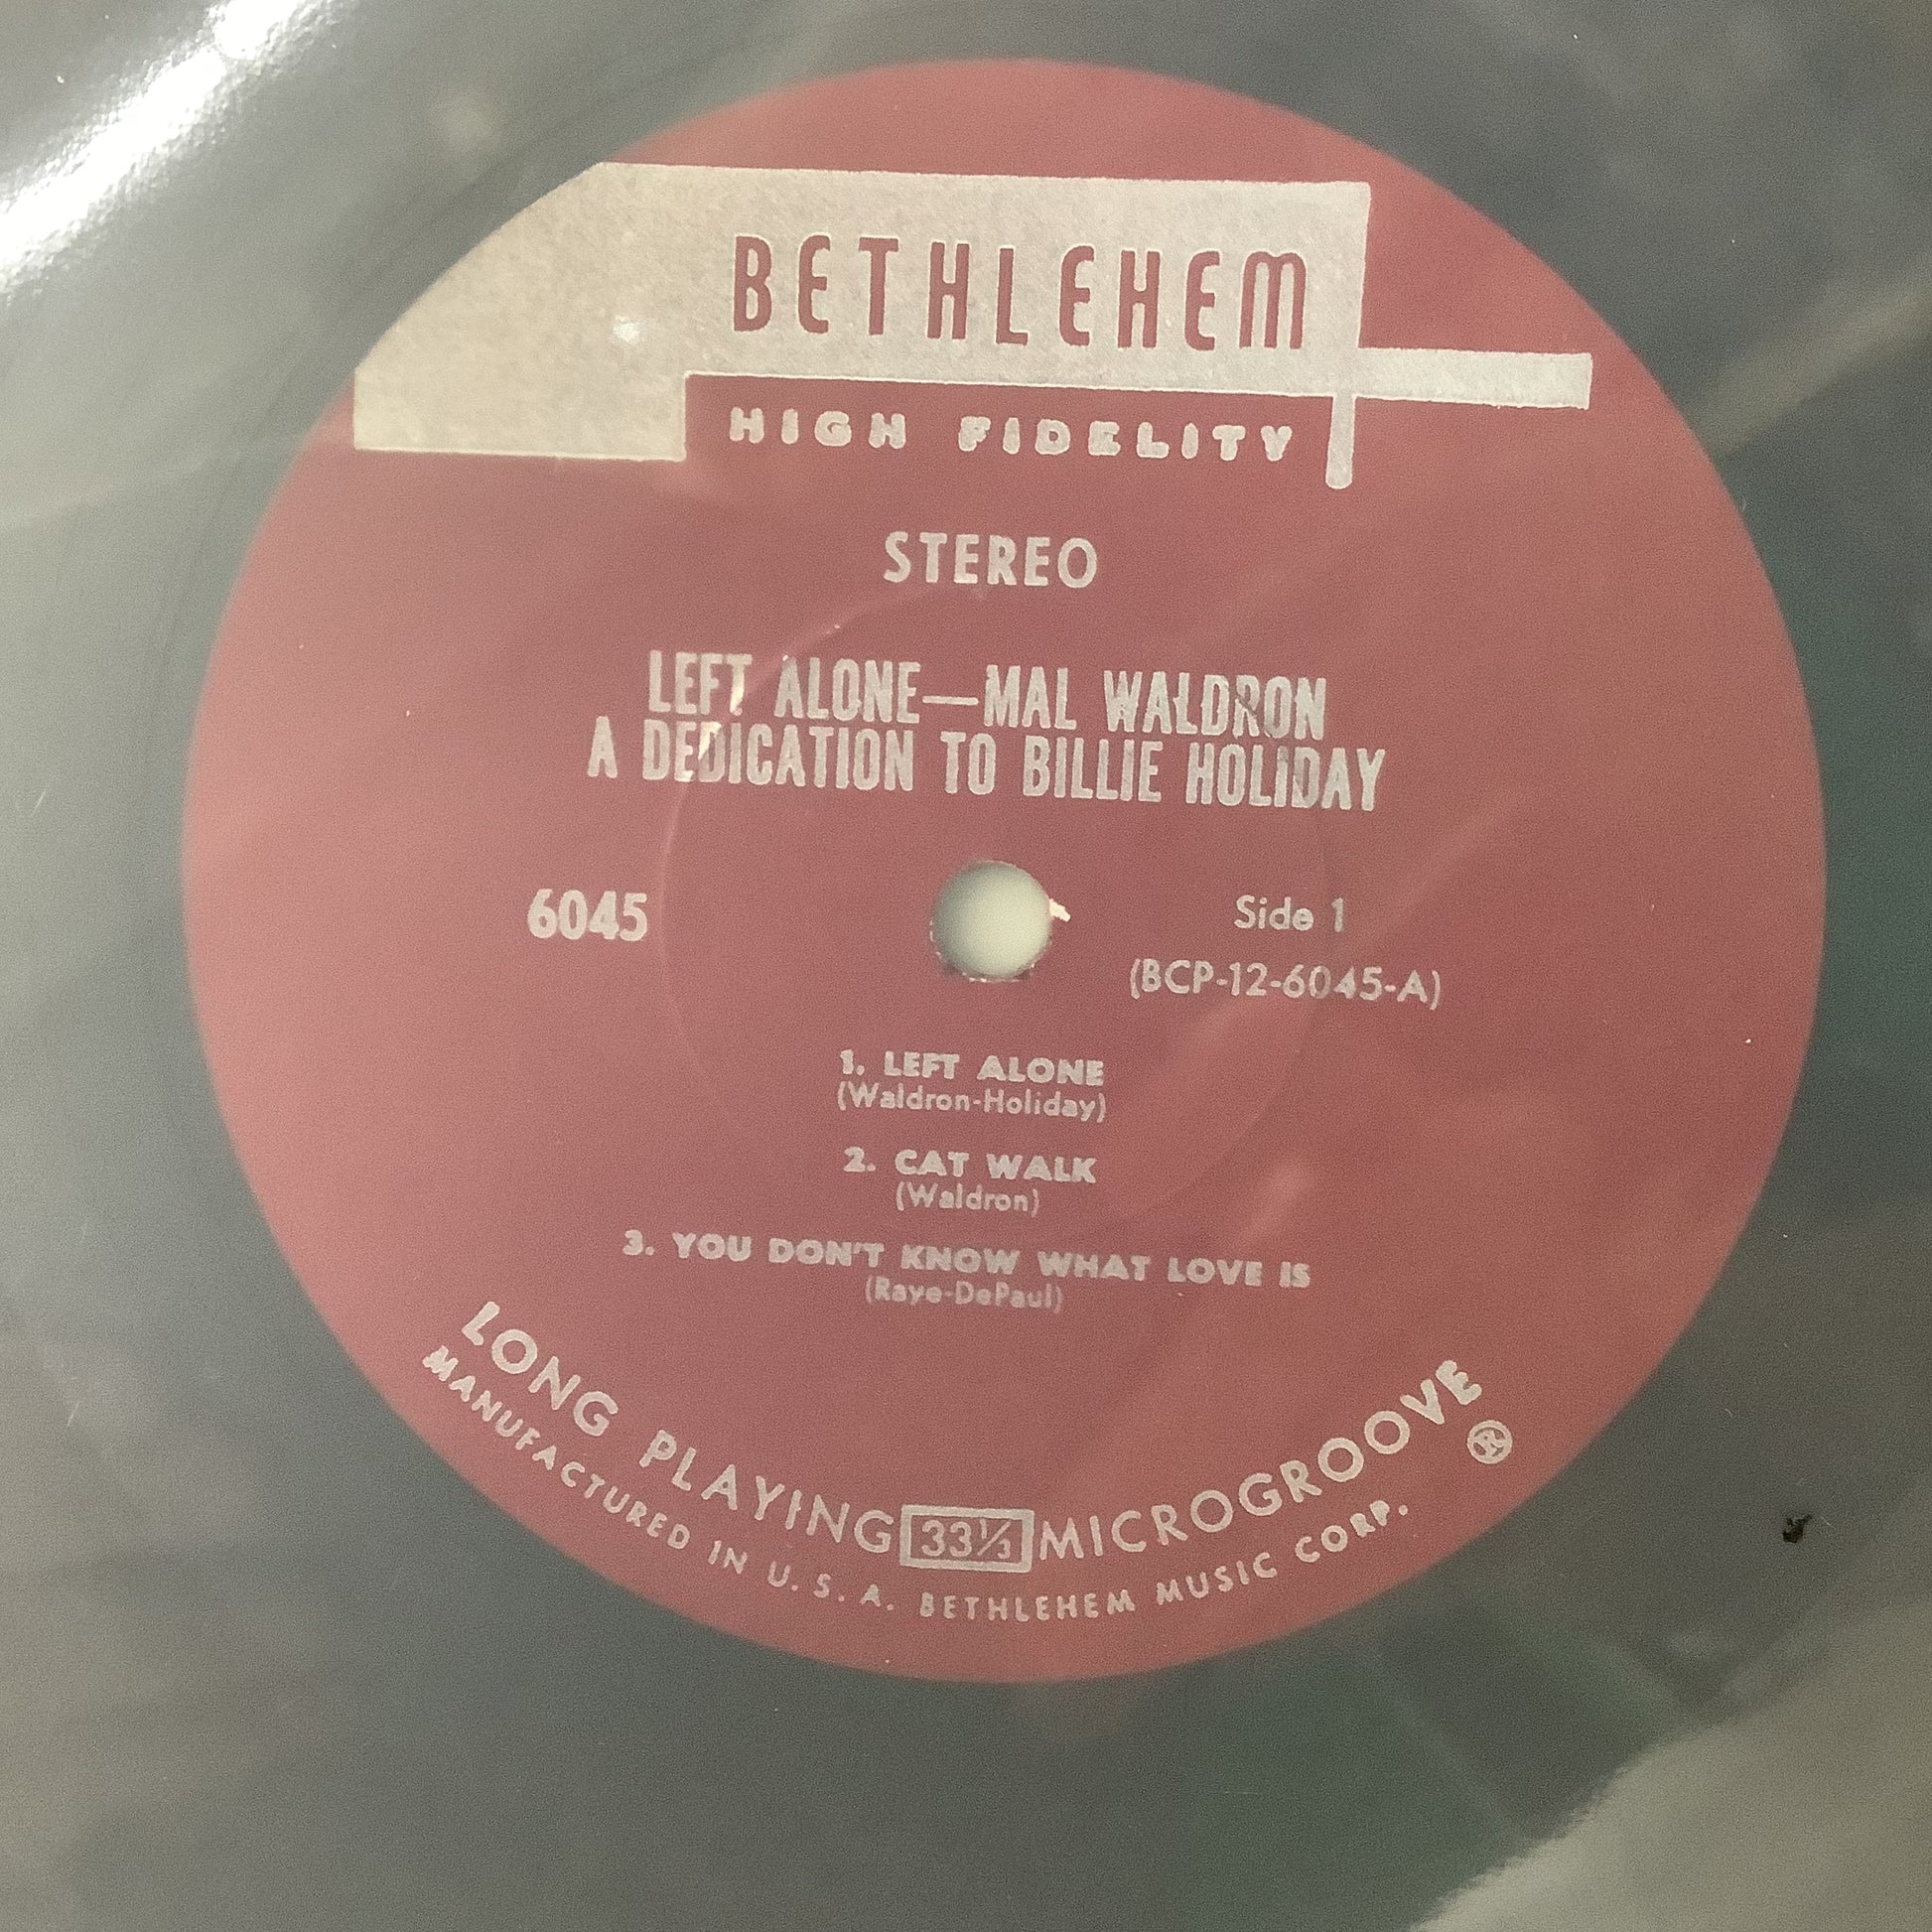 BETHLEHEM
HIGH FIDELITY
STEREO
LEFT ALONE—MAL WALDRON
A DEDICATION TO BILLIE HOLIDAY
6045
Side 1
(BCP-12-6045-A)
1. LEFT ALONE
(Waldron-Holiday)
2. CAT WALK
(Waldron)
3. YOU DON'T KNOW WHAT LOVE IS
(Raye-DePaul)
LONG PLAYING 33⅓ MICROGROOVE
®
MANUFACTURED IN U. S. A. BETHLEHEM MUSIC CORP.